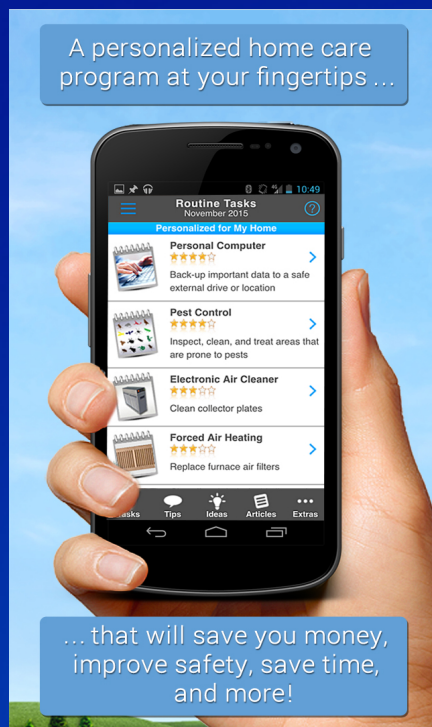 A personalized home care
program at your fingertips ...
10:49
Routine Tasks
November 2015
Personalized for My Home
Personal Computer
Back-up important data to a safe
external drive or location
Pest Control
Inspect, clean, and treat areas that
are prone to pests
Electronic Air Cleaner
Clean collector plates
Forced Air Heating
Replace furnace air filters
Tips Ideas Articles Extras
... that will save you money,
improve safety, save time,
and more!